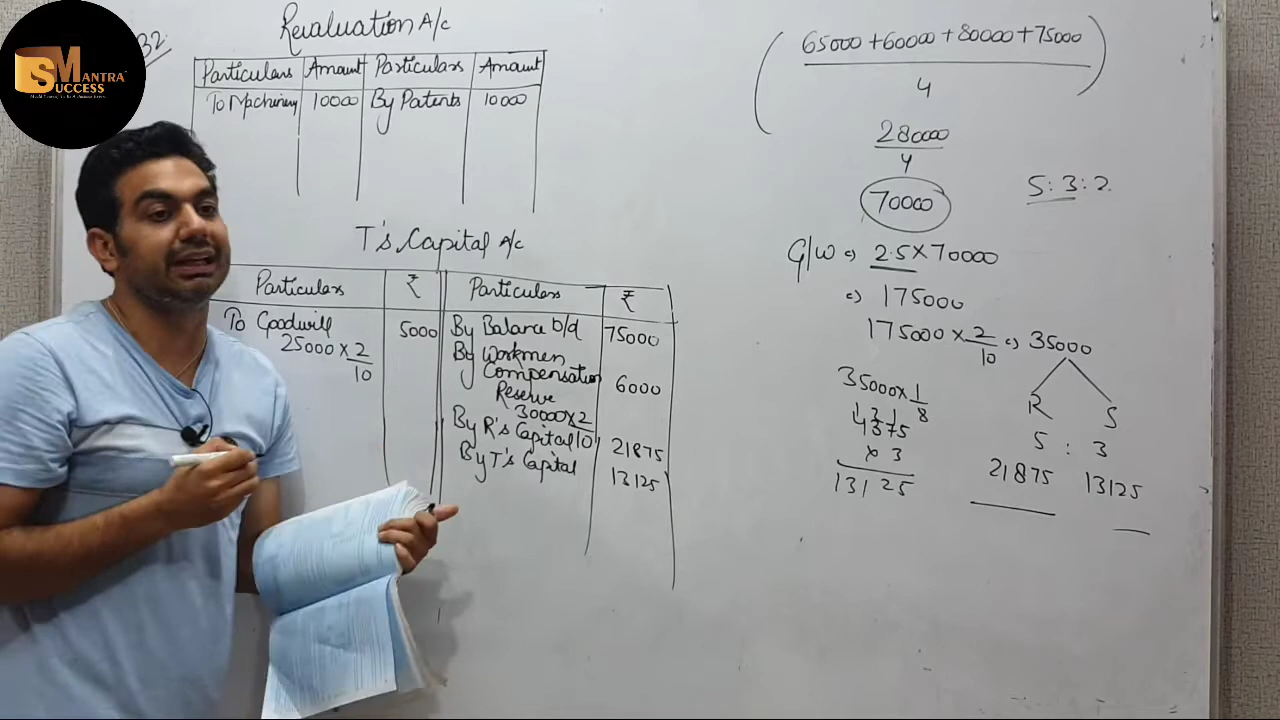 S MANTRA
SUCCESS
32
Revaluation A/c
Particulars Amount Particulars Amount
To Machinery 10000 By Patents 10000
T's Capital A/c
Particulars ₹ Particulars ₹
To Goodwill 5000 By Balance b/d 75000
25000 × 2/10
By Workmen
Compensation 6000
Reserve
30000 × 2/10
By R's Capital 21875
By T's Capital 13125
(65000 + 60000 + 80000 + 75000 / 4)
280000 / 4
70000
5 : 3 : 2
G/W ⇒ 2.5 × 70000
⇒ 175000
175000 × 2/10 ⇒ 35000
35000 × 1/8
4375
× 3
13125
R S
5 : 3
21875 13125